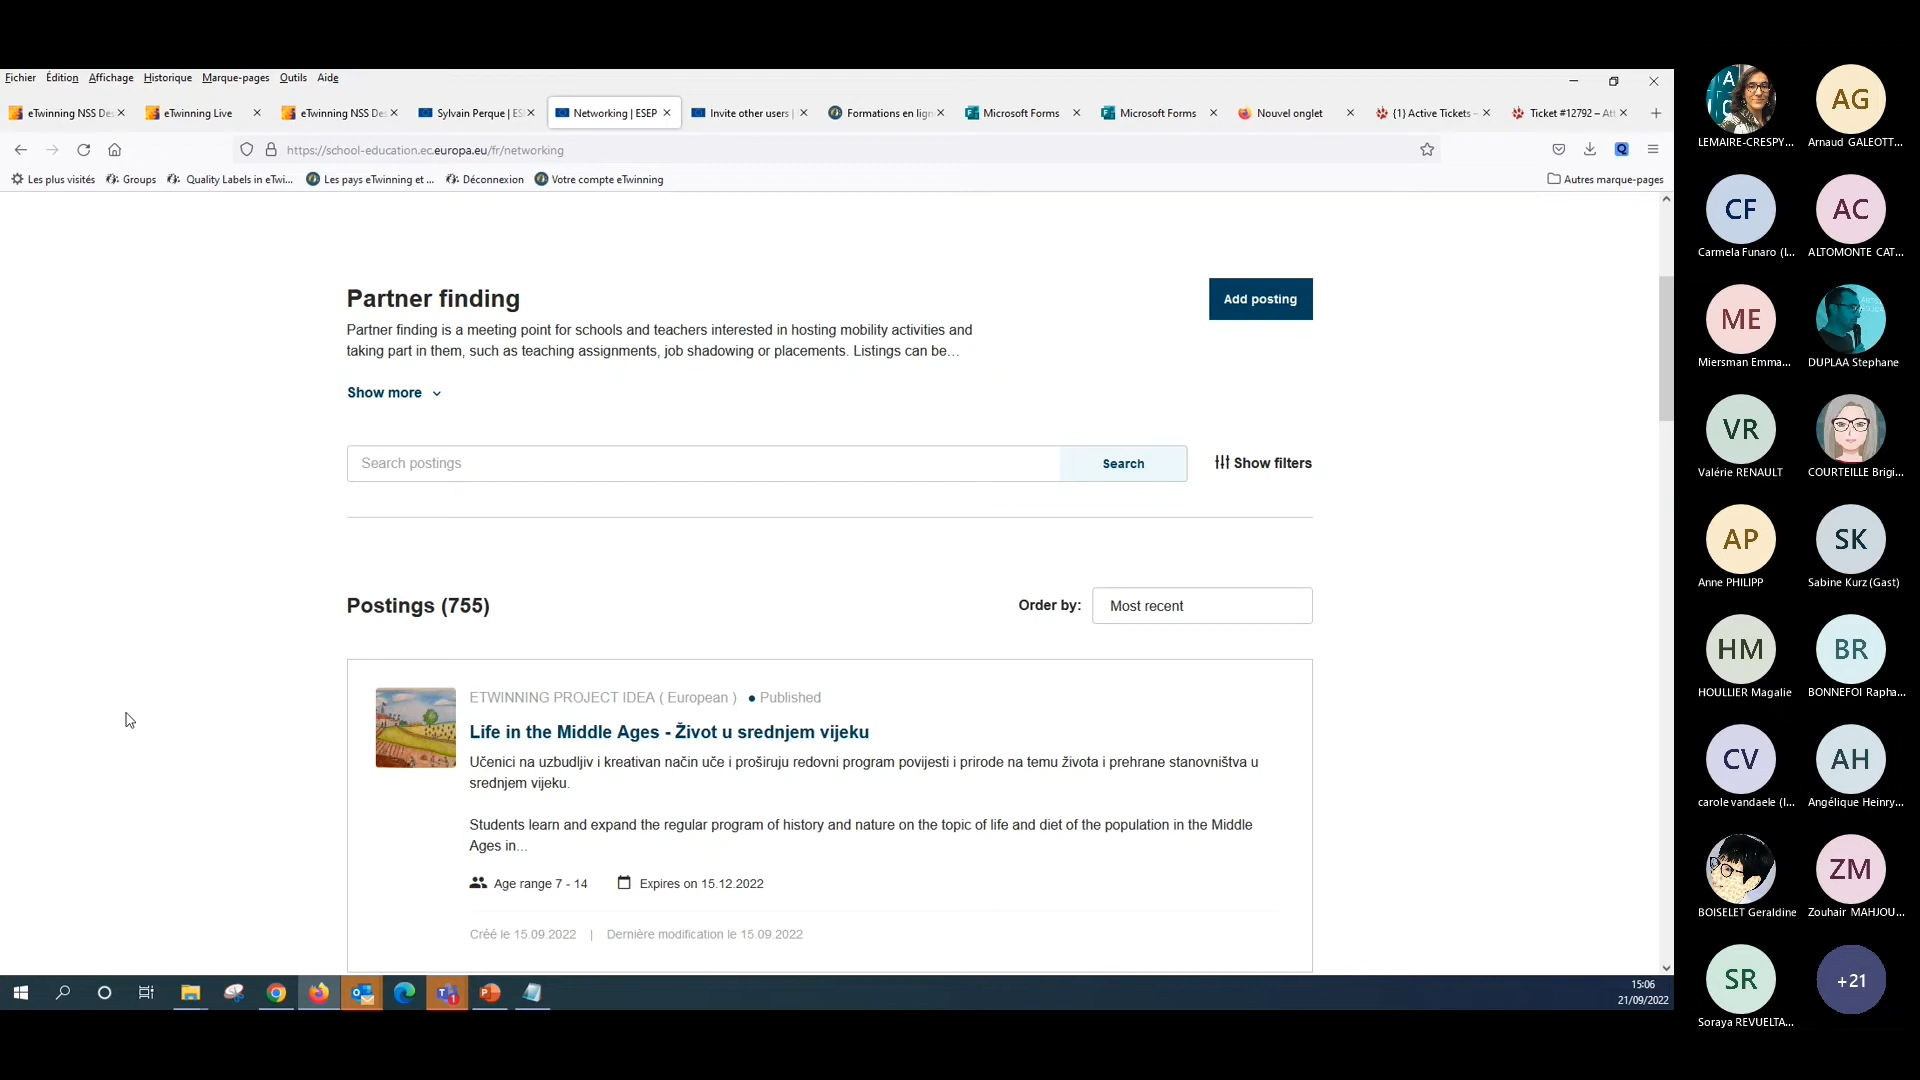 Fichier Édition Affichage Historique Marque-pages Outils Aide
eTwinning NSS De
eTwinning Live
eTwinning NSS De
Sylvain Perque | E
Networking | ESEP
Invite other users |
Formations en lign
Microsoft Forms
Microsoft Forms
Nouvel onglet
{1} Active Tickets –
Ticket #12792 – At
https://school-education.ec.europa.eu/fr/networking
Les plus visités Groups Quality Labels in eTwi... Les pays eTwinning et ... Déconnexion Votre compte eTwinning Autres marque-pages
Partner finding
Add posting
Partner finding is a meeting point for schools and teachers interested in hosting mobility activities and
taking part in them, such as teaching assignments, job shadowing or placements. Listings can be...
Show more
Search postings
Search
Show filters
Postings (755)
Order by:
Most recent
ETWINNING PROJECT IDEA ( European ) ● Published
Life in the Middle Ages - Život u srednjem vijeku
Učenici na uzbudljiv i kreativan način uče i proširuju redovni program povijesti i prirode na temu života i prehrane stanovništva u
srednjem vijeku.
Students learn and expand the regular program of history and nature on the topic of life and diet of the population in the Middle
Ages in...
Age range 7 - 14
Expires on 15.12.2022
Créé le 15.09.2022 | Dernière modification le 15.09.2022
15:06
21/09/2022
LEMAIRE-CRESPY...
AG
Arnaud GALEOTT...
CF
Carmela Funaro (I...
AC
ALTOMONTE CAT...
ME
Miersman Emma...
DUPLAA Stephane
VR
Valérie RENAULT
COURTEILLE Brigi...
AP
Anne PHILIPP
SK
Sabine Kurz (Gast)
HM
HOULLIER Magalie
BR
BONNEFOI Rapha...
CV
carole vandaele (I...
AH
Angélique Heinry...
BOISELET Geraldine
ZM
Zouhair MAHJOU...
SR
Soraya REVUELTA...
+21